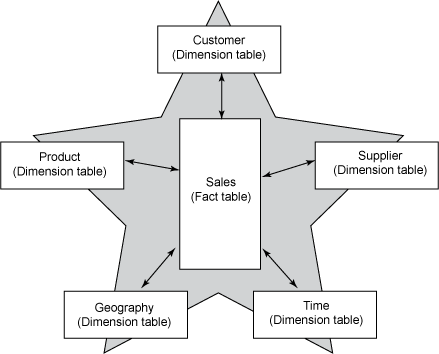 Customer
(Dimension table)
Product
(Dimension table)
Supplier
(Dimension table)
Sales
(Fact table)
Geography
(Dimension table)
Time
(Dimension table)